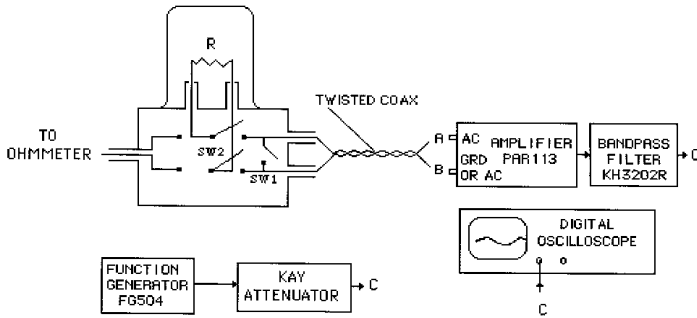 R
TWISTED COAX
TO
OHMMETER
SW2
SW1
A
B
AC
GRD
OR AC
AMPLIFIER
PAR113
BANDPASS
FILTER
KH3202R
C
DIGITAL
OSCILLOSCOPE
C
FUNCTION
GENERATOR
FG504
KAY
ATTENUATOR
C